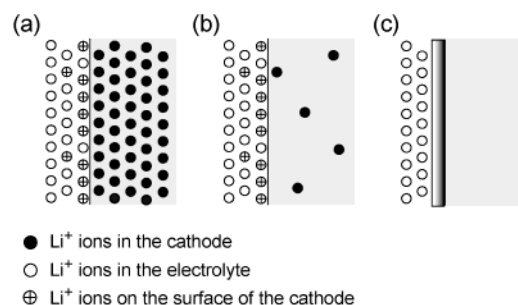 (a) (b) (c)
Li⁺ ions in the cathode
Li⁺ ions in the electrolyte
Li⁺ ions on the surface of the cathode